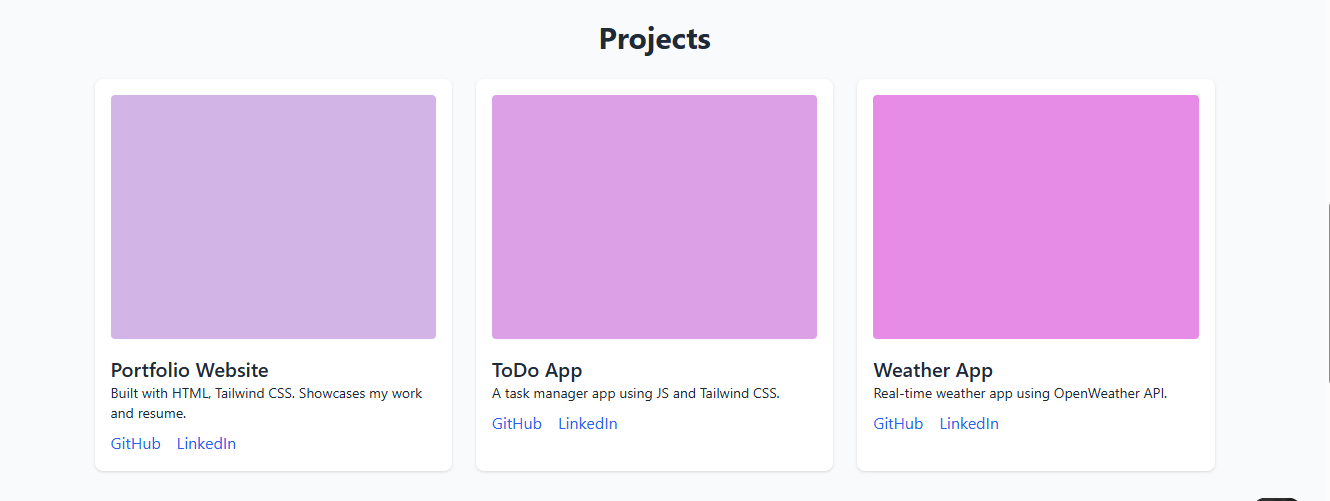 Projects
Portfolio Website
Built with HTML, Tailwind CSS. Showcases my work
and resume.
GitHub LinkedIn
ToDo App
A task manager app using JS and Tailwind CSS.
GitHub LinkedIn
Weather App
Real-time weather app using OpenWeather API.
GitHub LinkedIn